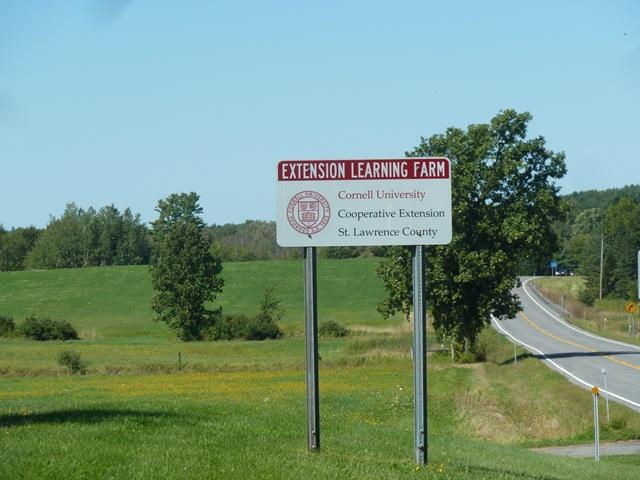 EXTENSION LEARNING FARM
Cornell University
Cooperative Extension
St. Lawrence County